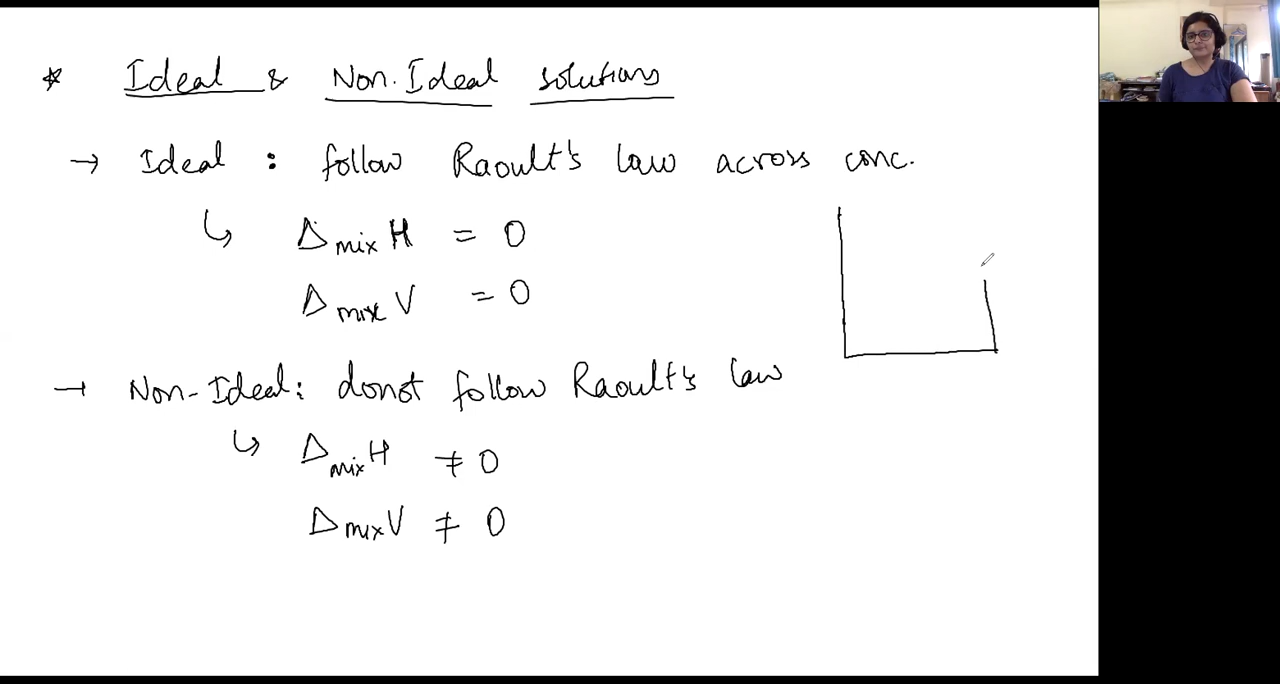 * Ideal & Non-Ideal solutions
→ Ideal : follow Raoult's law across conc.
↳ Δmix H = 0
Δmix V = 0
→ Non-Ideal: donot follow Raoult's law
↳ Δmix H ≠ 0
Δmix V ≠ 0